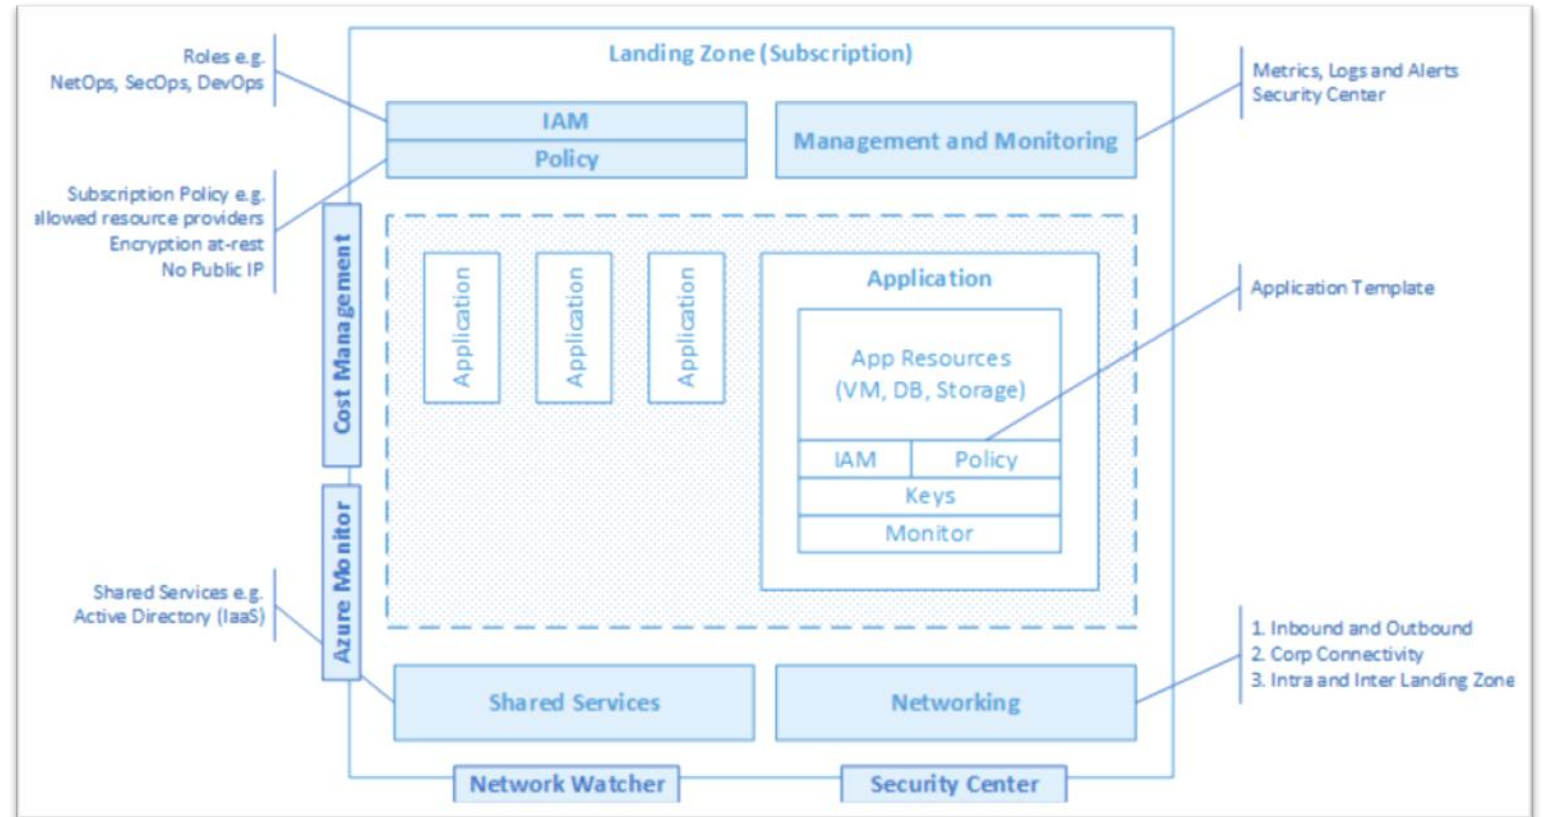 Landing Zone (Subscription)
Roles e.g.
NetOps, SecOps, DevOps
IAM
Policy
Management and Monitoring
Metrics, Logs and Alerts
Security Center
Subscription Policy e.g.
allowed resource providers
Encryption at-rest
No Public IP
Cost Management
Application
Application
Application
Application
App Resources
(VM, DB, Storage)
IAM
Policy
Keys
Monitor
Application Template
Azure Monitor
Shared Services e.g.
Active Directory (IaaS)
Shared Services
Networking
1. Inbound and Outbound
2. Corp Connectivity
3. Intra and Inter Landing Zone
Network Watcher
Security Center